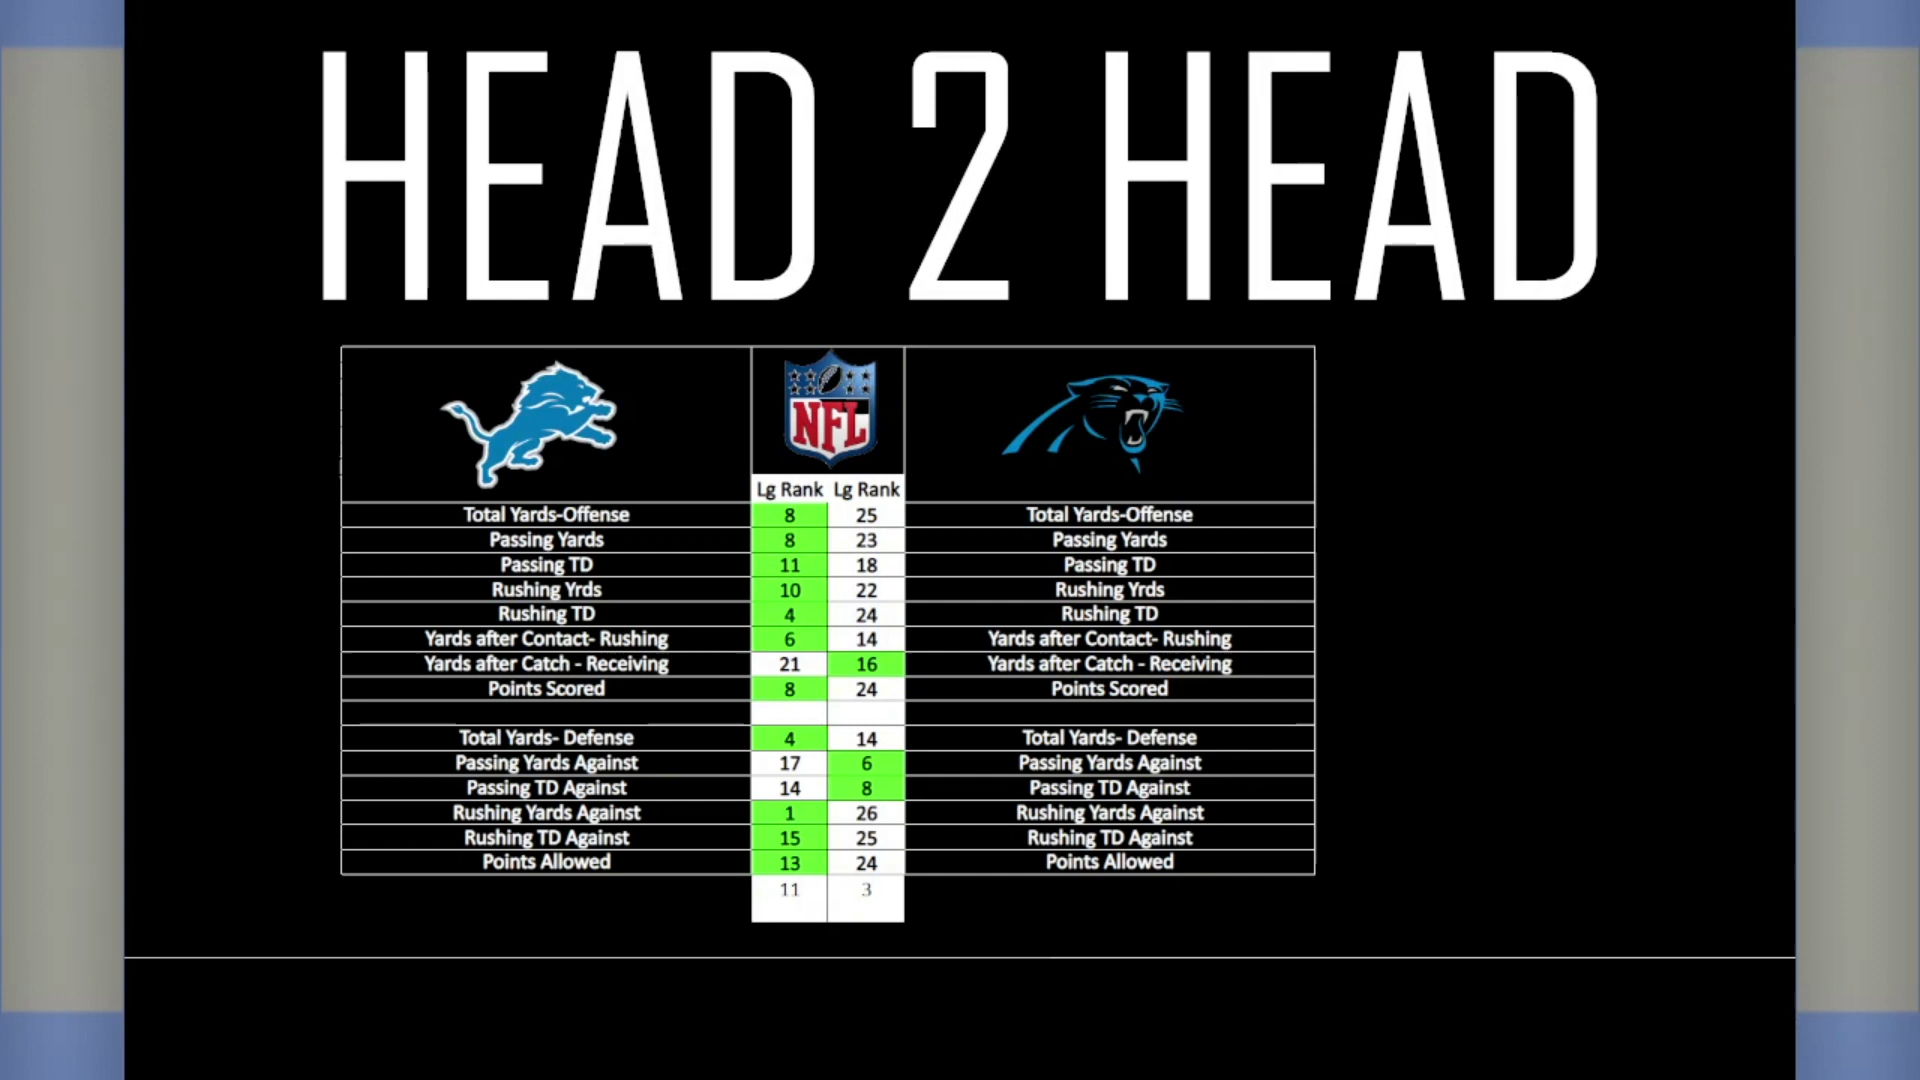 HEAD 2 HEAD
NFL
Lg Rank Lg Rank
Total Yards-Offense 8 25 Total Yards-Offense
Passing Yards 8 23 Passing Yards
Passing TD 11 18 Passing TD
Rushing Yrds 10 22 Rushing Yrds
Rushing TD 4 24 Rushing TD
Yards after Contact- Rushing 6 14 Yards after Contact- Rushing
Yards after Catch - Receiving 21 16 Yards after Catch - Receiving
Points Scored 8 24 Points Scored
Total Yards- Defense 4 14 Total Yards- Defense
Passing Yards Against 17 6 Passing Yards Against
Passing TD Against 14 8 Passing TD Against
Rushing Yards Against 1 26 Rushing Yards Against
Rushing TD Against 15 25 Rushing TD Against
Points Allowed 13 24 Points Allowed
11 3